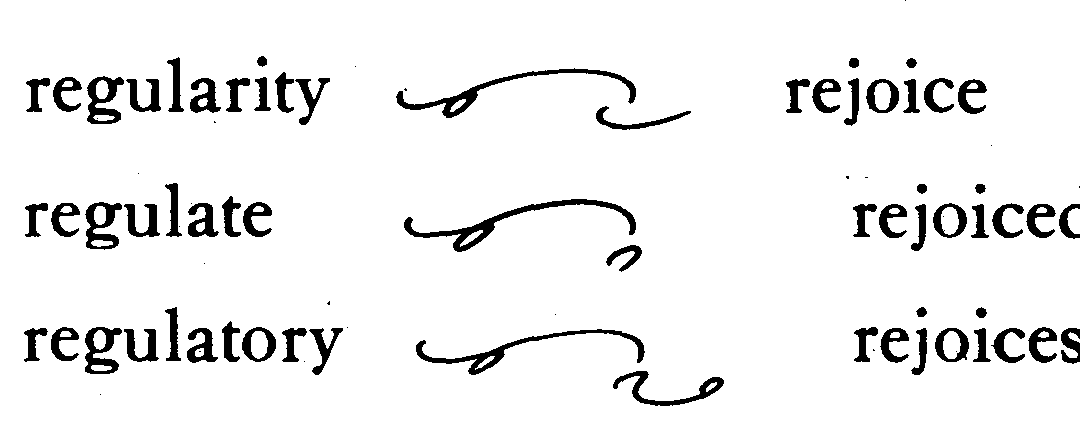 regularity rejoice
regulate rejoiced
regulatory rejoices